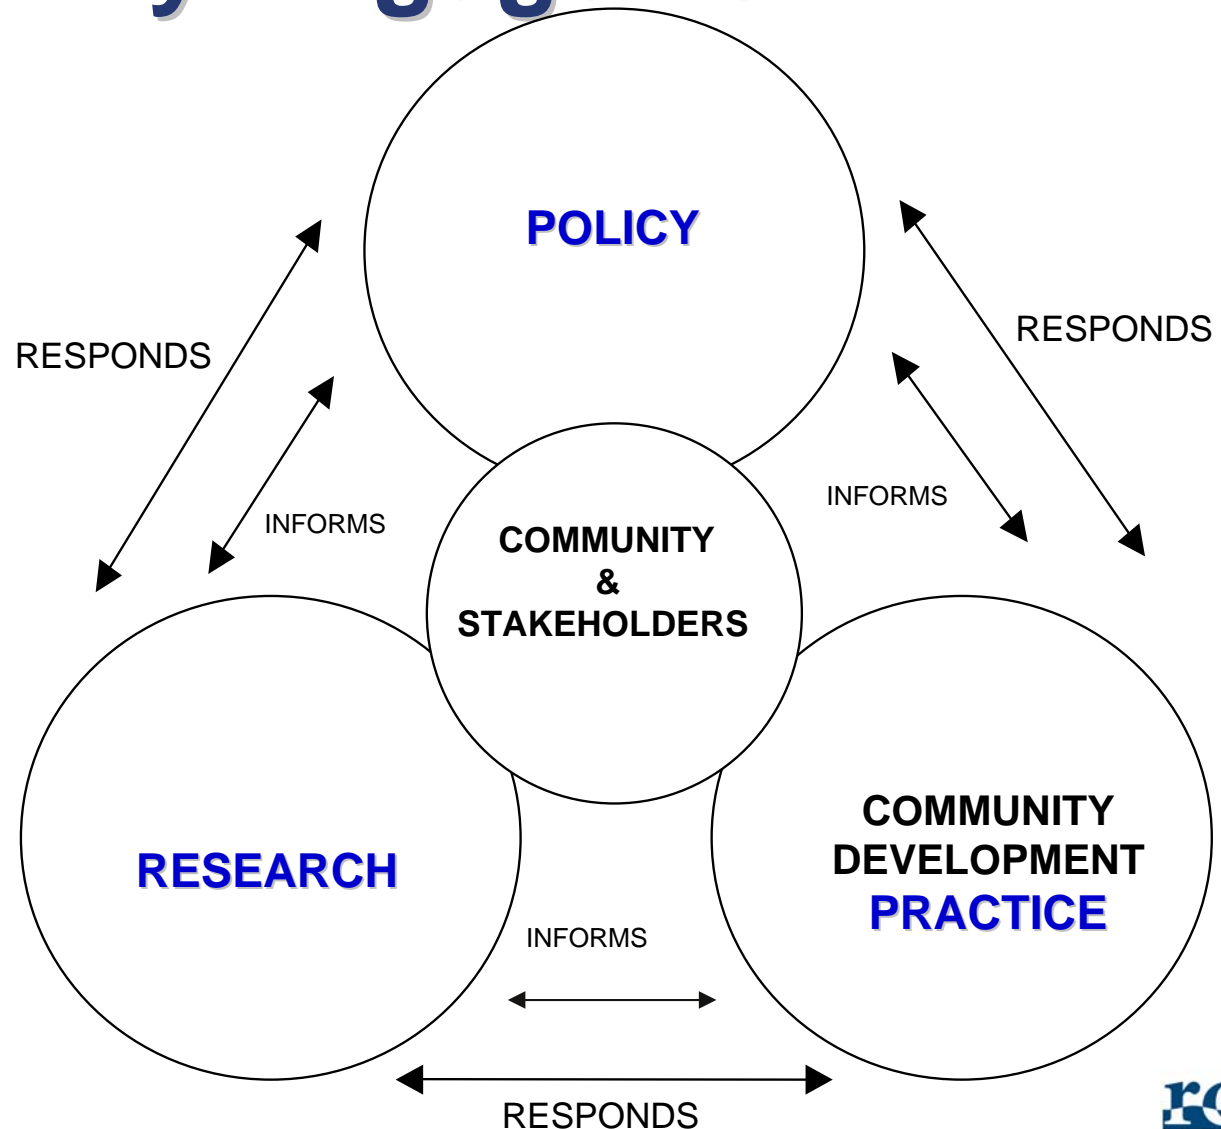 POLICY
RESPONDS
RESPONDS
INFORMS
INFORMS
COMMUNITY
&
STAKEHOLDERS
RESEARCH
COMMUNITY
DEVELOPMENT
PRACTICE
INFORMS
RESPONDS